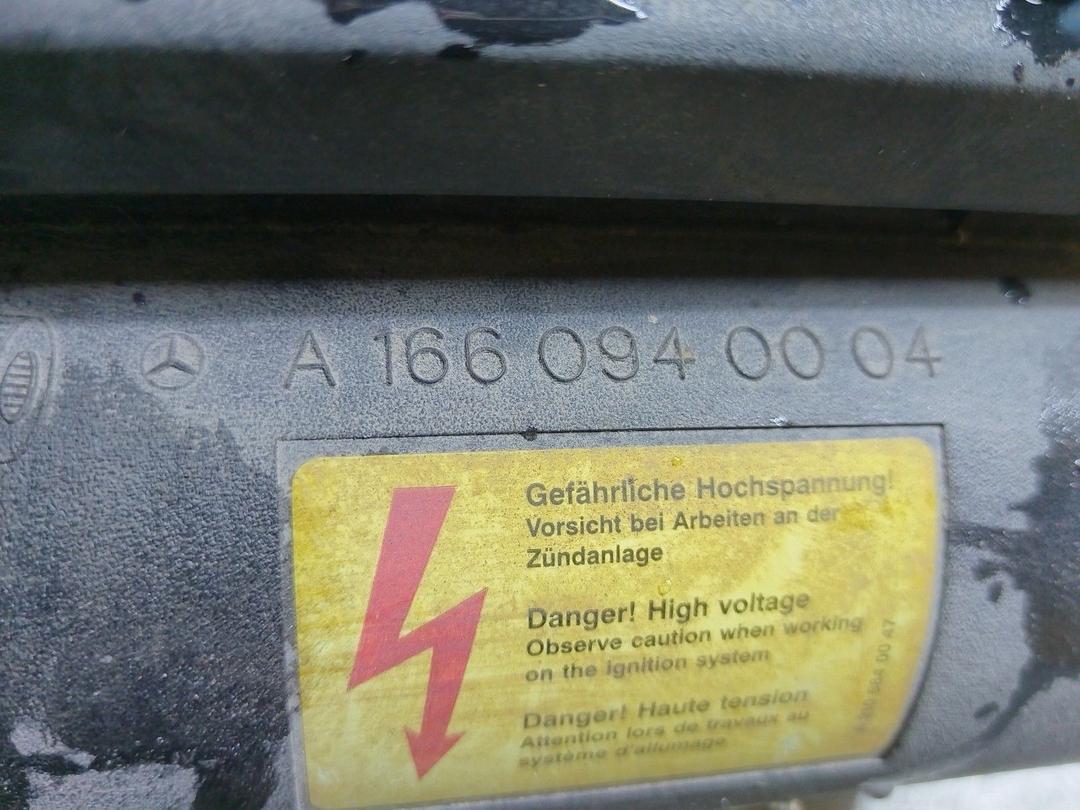 A 166 094 00 04
Gefährliche Hochspannung!
Vorsicht bei Arbeiten an der
Zündanlage
Danger! High voltage
Observe caution when working
on the ignition system
Danger! Haute tension
Attention lors de travaux au
système d'allumage